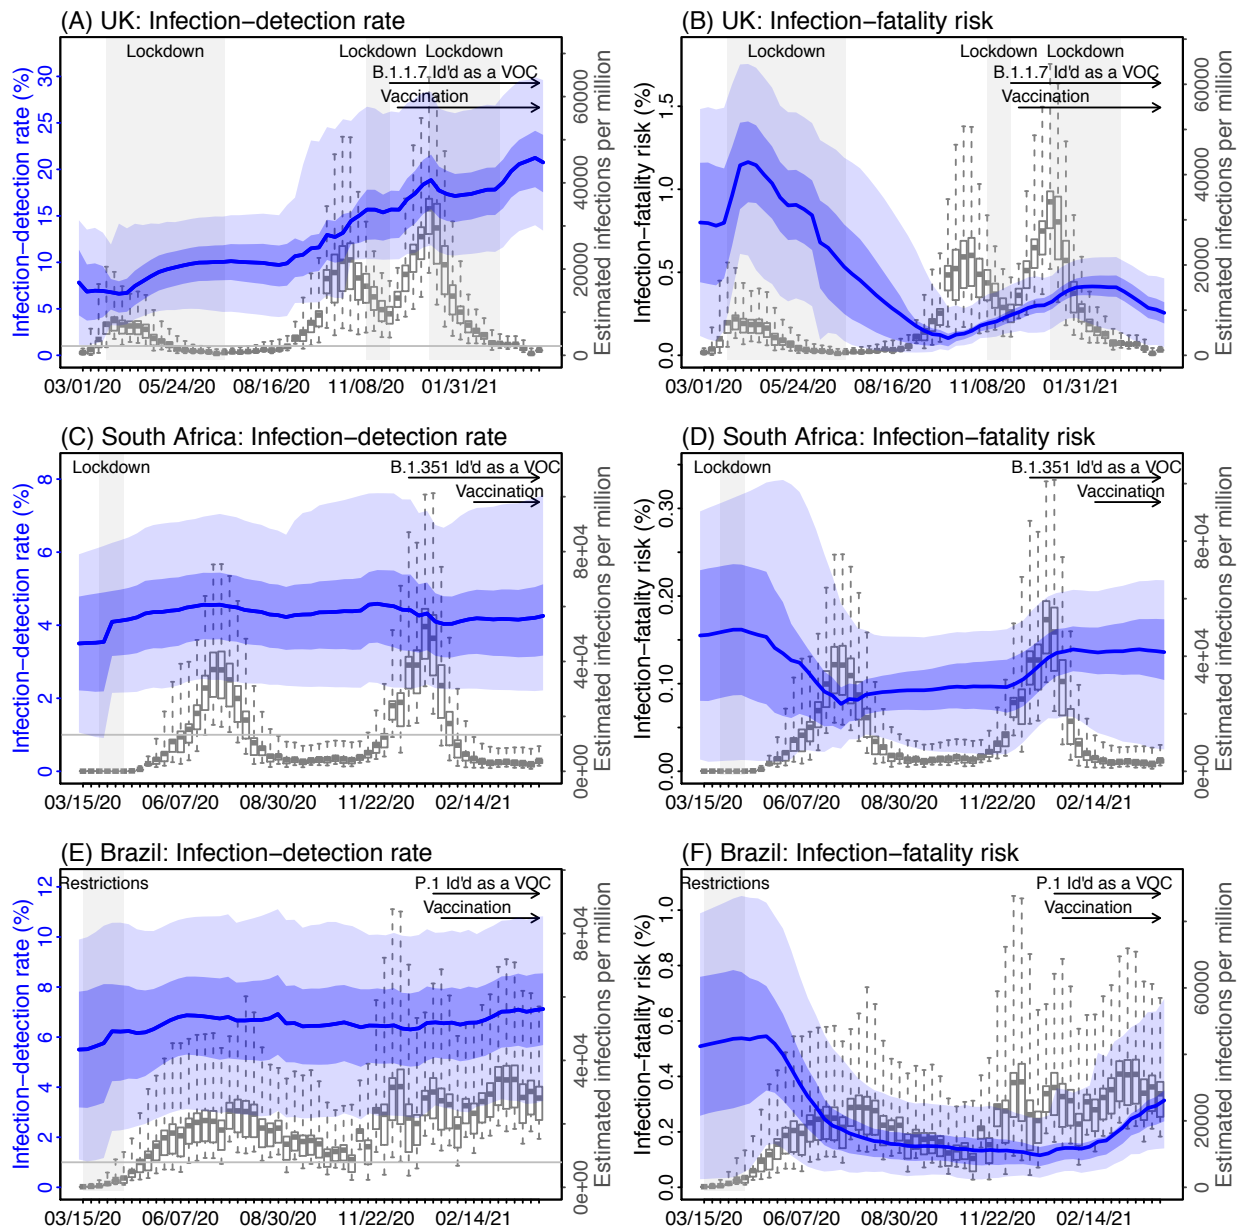 (A) UK: Infection−detection rate
Lockdown
Lockdown
Lockdown
B.1.1.7 Id'd as a VOC
Vaccination
Infection−detection rate (%)
0
5
10
15
20
25
30
Estimated infections per million
0
20000
40000
60000
03/01/20
05/24/20
08/16/20
11/08/20
01/31/21
(B) UK: Infection−fatality risk
Lockdown
Lockdown
Lockdown
B.1.1.7 Id'd as a VOC
Vaccination
Infection−fatality risk (%)
0.0
0.5
1.0
1.5
Estimated infections per million
0
20000
40000
60000
03/01/20
05/24/20
08/16/20
11/08/20
01/31/21
(C) South Africa: Infection−detection rate
Lockdown
B.1.351 Id'd as a VOC
Vaccination
Infection−detection rate (%)
0
2
4
6
8
Estimated infections per million
0e+00
4e+04
8e+04
03/15/20
06/07/20
08/30/20
11/22/20
02/14/21
(D) South Africa: Infection−fatality risk
Lockdown
B.1.351 Id'd as a VOC
Vaccination
Infection−fatality risk (%)
0.00
0.10
0.20
0.30
Estimated infections per million
0e+00
4e+04
8e+04
03/15/20
06/07/20
08/30/20
11/22/20
02/14/21
(E) Brazil: Infection−detection rate
Restrictions
P.1 Id'd as a VOC
Vaccination
Infection−detection rate (%)
0
2
4
6
8
10
12
Estimated infections per million
0e+00
4e+04
8e+04
03/15/20
06/07/20
08/30/20
11/22/20
02/14/21
(F) Brazil: Infection−fatality risk
Restrictions
P.1 Id'd as a VOC
Vaccination
Infection−fatality risk (%)
0.0
0.2
0.4
0.6
0.8
1.0
Estimated infections per million
0
20000
60000
03/15/20
06/07/20
08/30/20
11/22/20
02/14/21